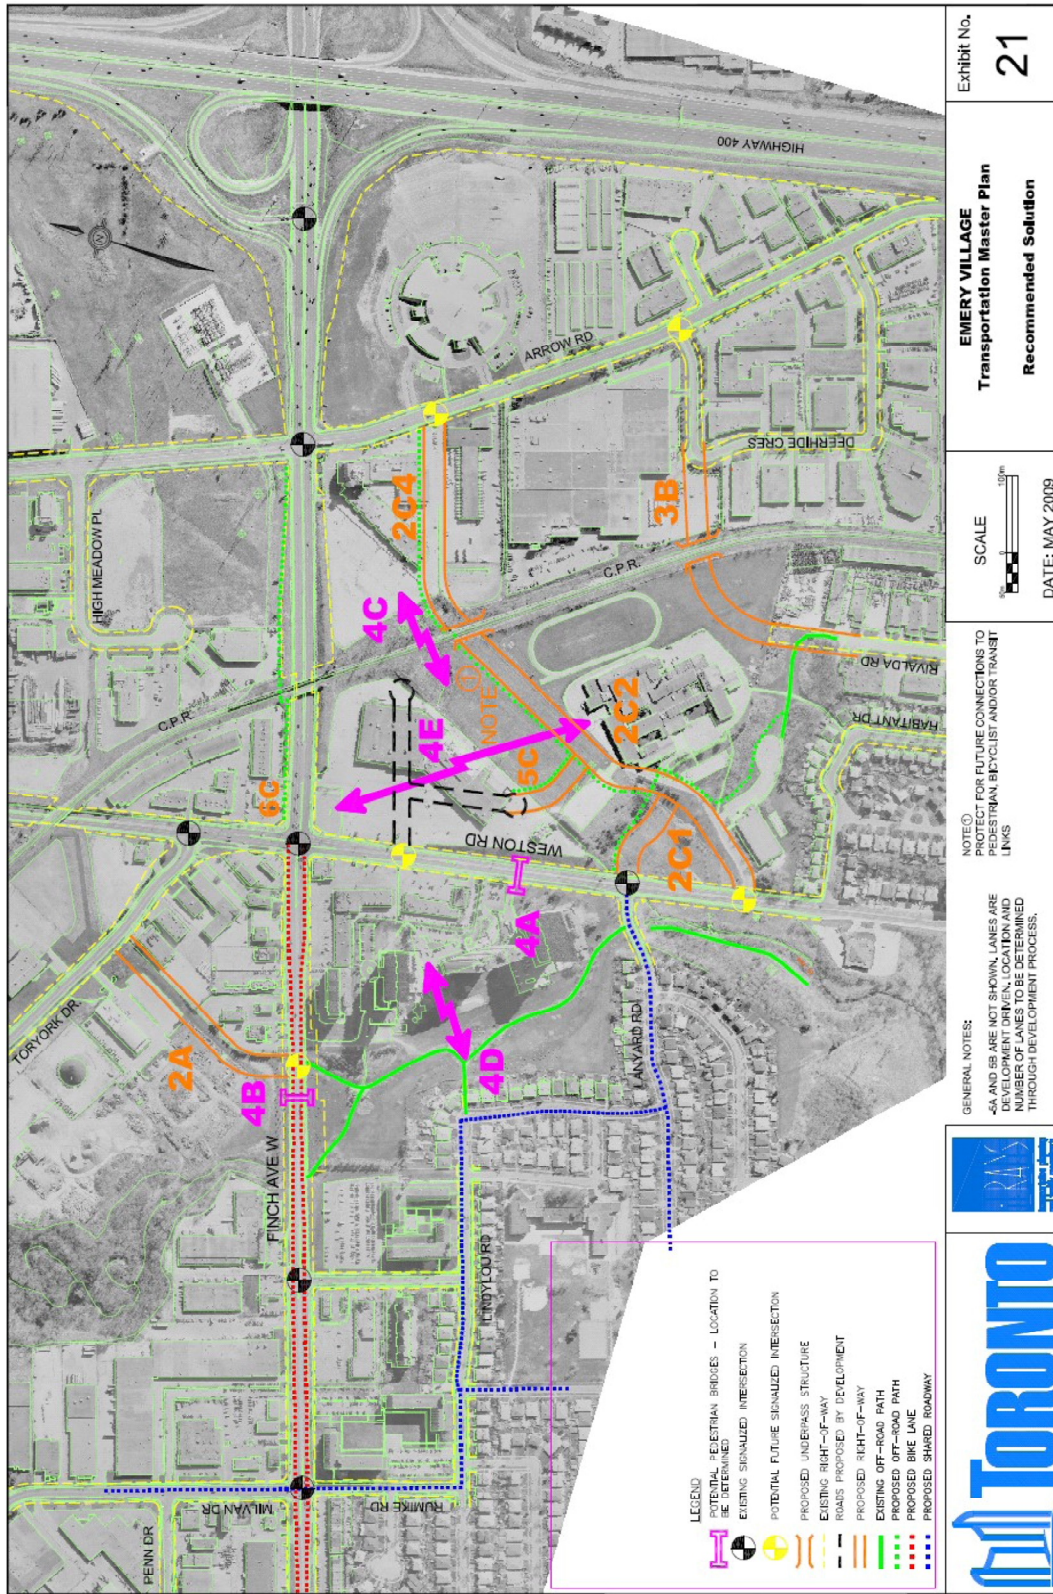 Exhibit No.
21
EMERY VILLAGE
Transportation Master Plan
Recommended Solution
SCALE
50m
100m
DATE: MAY 2009
NOTE①
PROTECT FOR FUTURE CONNECTIONS TO
PEDESTRIAN, BICYCLIST AND/OR TRANSIT
LINKS
GENERAL NOTES:
-5A AND 5B ARE NOT SHOWN. LANES ARE
DEVELOPMENT DRIVEN. LOCATION AND
NUMBER OF LANES TO BE DETERMINED
THROUGH DEVELOPMENT PROCESS.
TORONTO
LEGEND
POTENTIAL PEDESTRIAN BRIDGES - LOCATION TO
BE DETERMINED
EXISTING SIGNALIZED INTERSECTION
POTENTIAL FUTURE SIGNALIZED INTERSECTION
PROPOSED UNDERPASS STRUCTURE
EXISTING RIGHT-OF-WAY
ROADS PROPOSED BY DEVELOPMENT
PROPOSED RIGHT-OF-WAY
EXISTING OFF-ROAD PATH
PROPOSED OFF-ROAD PATH
PROPOSED BIKE LANE
PROPOSED SHARED ROADWAY
PENN DR
MILVAN DR
RUMIKE RD
FINCH AVE W
LINDYLOU RD
LANYARD RD
TORYORK DR.
2A
4B
4D
4A
WESTON RD
2C1
6C
C.P.R.
4E
5C
2C2
NOTE ①
4C
HIGH MEADOW PL
2C4
C.P.R.
3B
HABITANT DR
RIVALDA RD
DEERHIDE CRES
ARROW RD
HIGHWAY 400
N